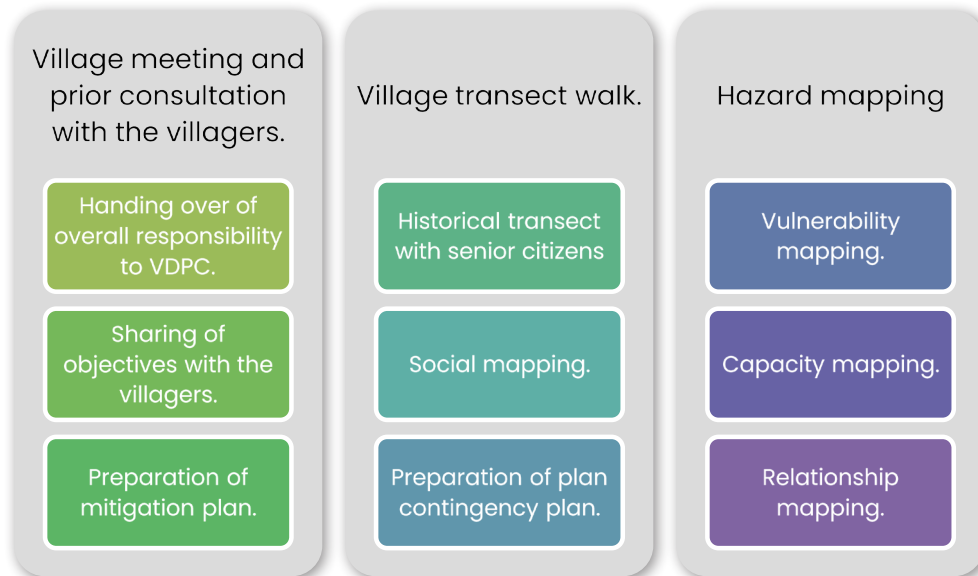 Village meeting and
prior consultation
with the villagers.
Handing over of
overall responsibility
to VDPC.
Sharing of
objectives with the
villagers.
Preparation of
mitigation plan.
Village transect walk.
Historical transect
with senior citizens
Social mapping.
Preparation of plan
contingency plan.
Hazard mapping
Vulnerability
mapping.
Capacity mapping.
Relationship
mapping.